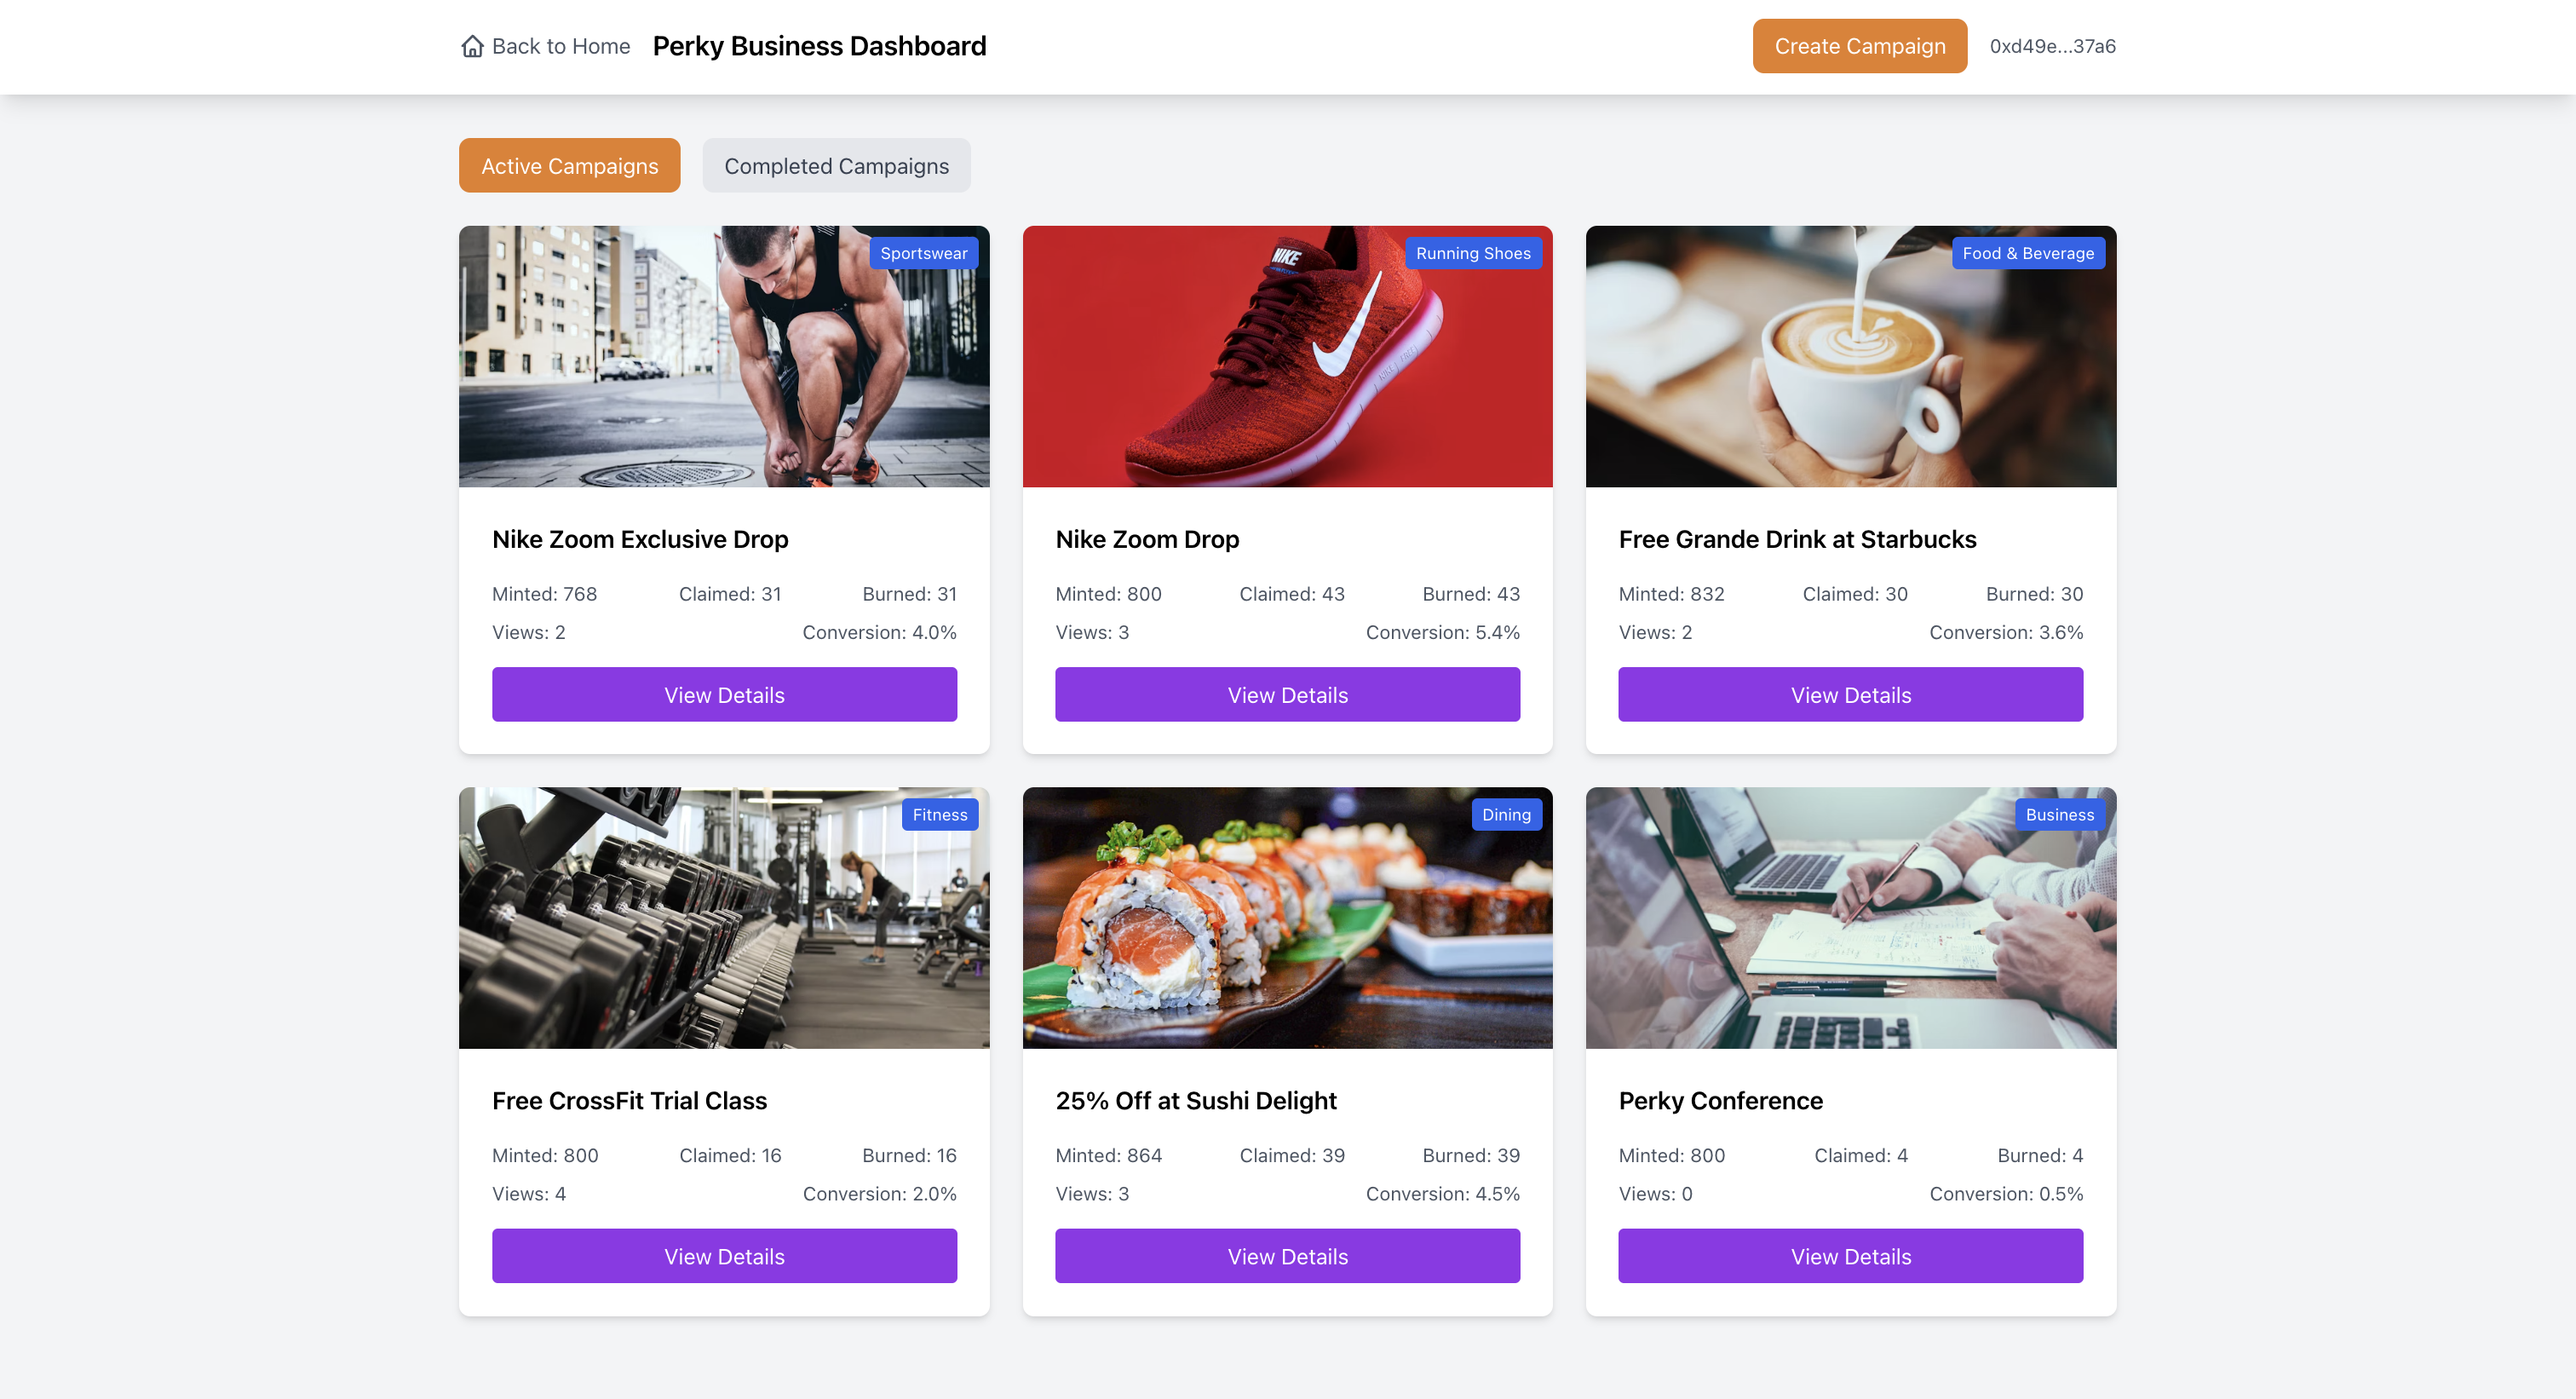 Back to Home
Perky Business Dashboard
Create Campaign
0xd49e...37a6
Active Campaigns
Completed Campaigns
Sportswear
Nike Zoom Exclusive Drop
Minted: 768 Claimed: 31 Burned: 31
Views: 2 Conversion: 4.0%
View Details
Running Shoes
NIKE
Nike Zoom Drop
Minted: 800 Claimed: 43 Burned: 43
Views: 3 Conversion: 5.4%
View Details
Food & Beverage
Free Grande Drink at Starbucks
Minted: 832 Claimed: 30 Burned: 30
Views: 2 Conversion: 3.6%
View Details
Fitness
Free CrossFit Trial Class
Minted: 800 Claimed: 16 Burned: 16
Views: 4 Conversion: 2.0%
View Details
Dining
25% Off at Sushi Delight
Minted: 864 Claimed: 39 Burned: 39
Views: 3 Conversion: 4.5%
View Details
Business
Perky Conference
Minted: 800 Claimed: 4 Burned: 4
Views: 0 Conversion: 0.5%
View Details